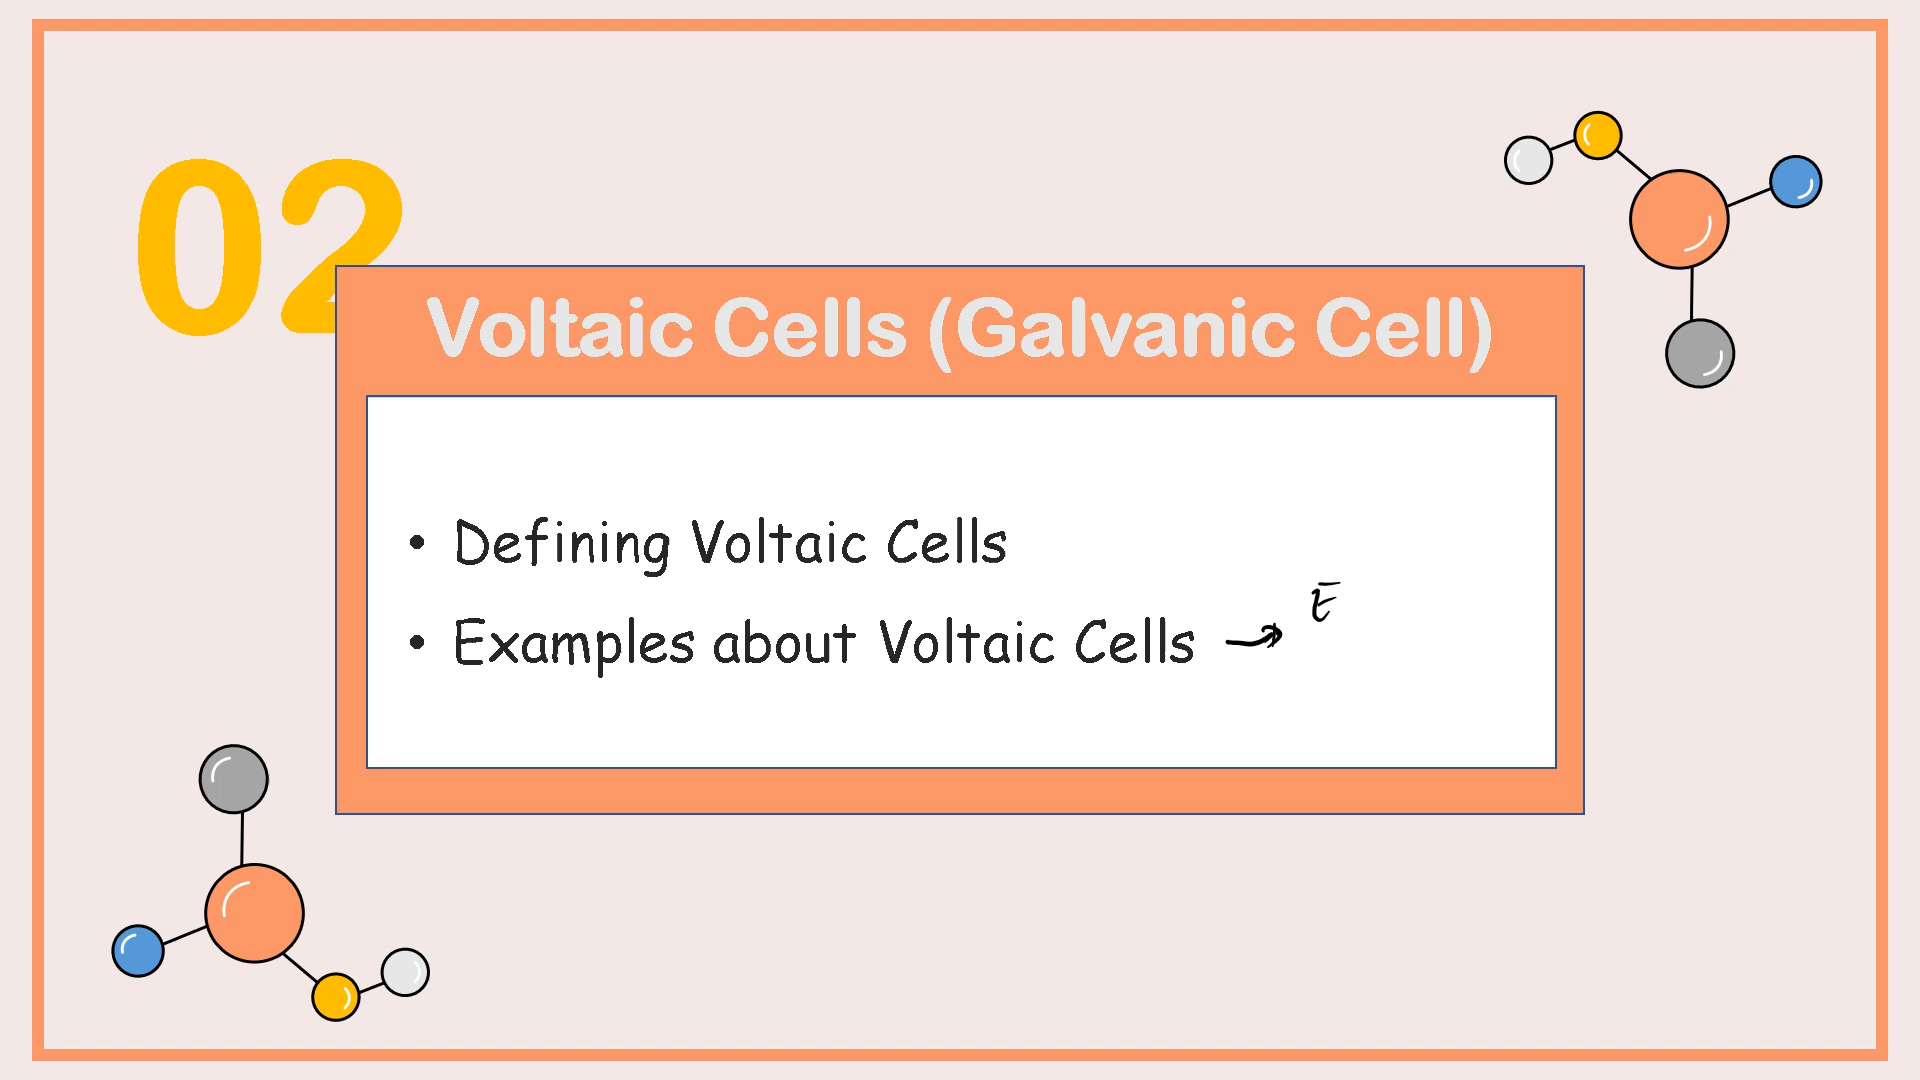 02
Voltaic Cells (Galvanic Cell)
• Defining Voltaic Cells
• Examples about Voltaic Cells → E